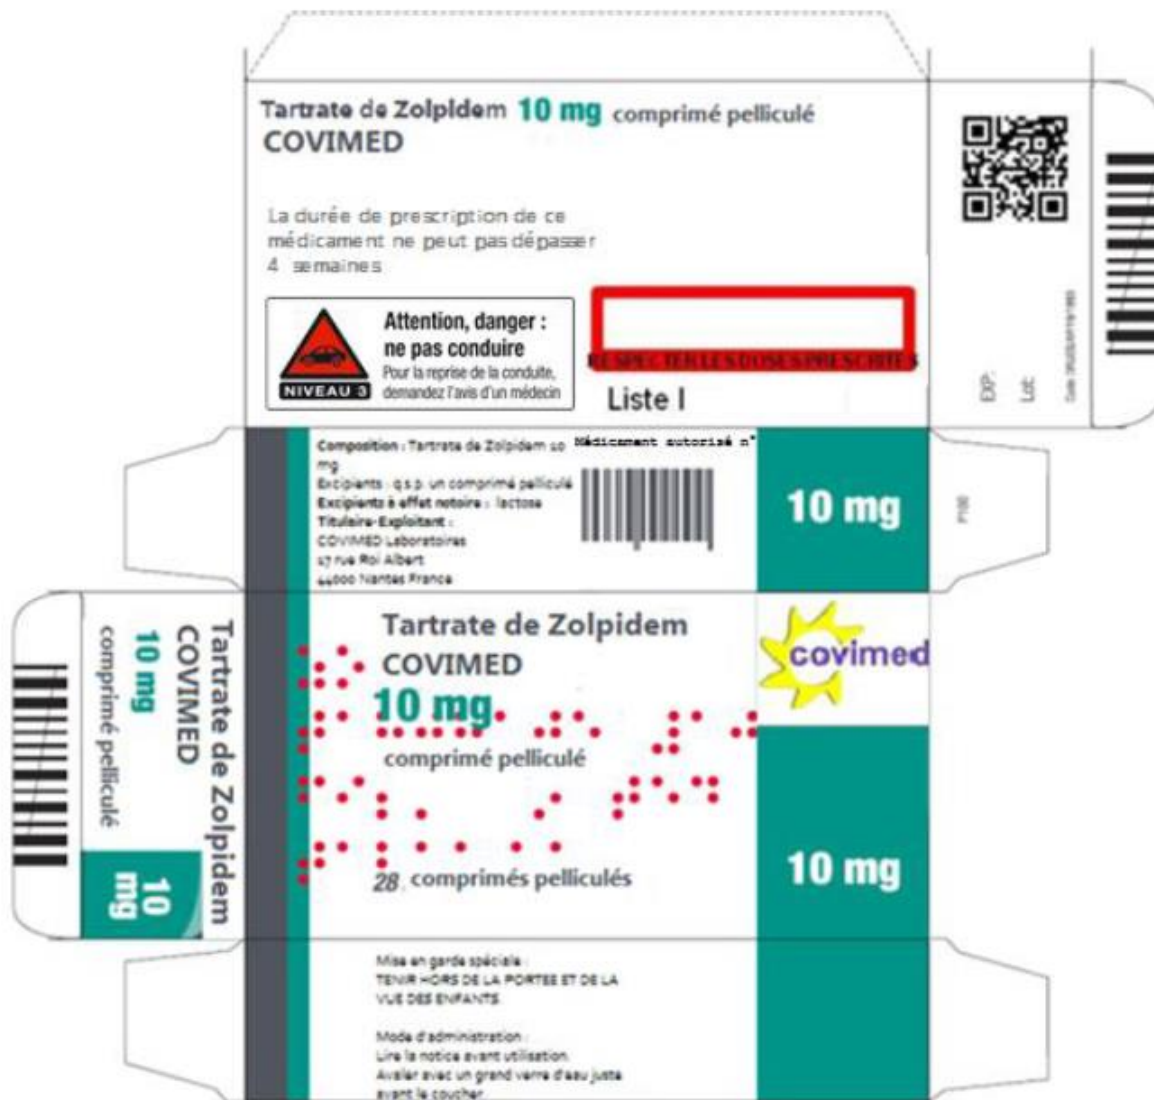 Tartrate de Zolpidem 10 mg comprimé pelliculé
COVIMED
La durée de prescription de ce
médicament ne peut pas dépasser
4 semaines
Attention, danger :
ne pas conduire
Pour la reprise de la conduite,
demandez l'avis d'un médecin
NIVEAU 3
RESPECTER LES DOSES PRESCRITES
Liste I
EXP:
Lot:
Composition : Tartrate de Zolpidem 10
mg
Excipients : q.s.p. un comprimé pelliculé
Excipients à effet notoire : lactose
Titulaire-Exploitant :
COVIMED Laboratoires
17 rue Roi Albert
44000 Nantes France
Médicament autorisé n°
10 mg
P100
Tartrate de Zolpidem
COVIMED
10 mg
comprimé pelliculé
28 comprimés pelliculés
covimed
10 mg
Tartrate de Zolpidem
COVIMED
10 mg
comprimé pelliculé
10
mg
Mise en garde spéciale :
TENIR HORS DE LA PORTEE ET DE LA
VUE DES ENFANTS
Mode d'administration :
Lire la notice avant utilisation
Avaler avec un grand verre d'eau juste
avant le coucher